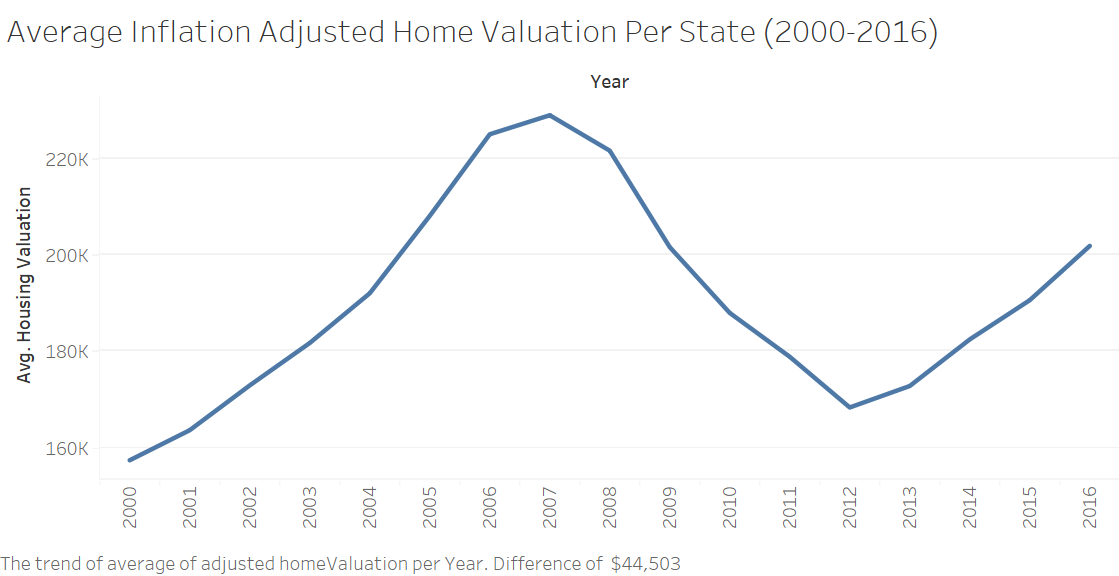 Average Inflation Adjusted Home Valuation Per State (2000-2016)
Year
Avg. Housing Valuation
220K
200K
180K
160K
2000 2001 2002 2003 2004 2005 2006 2007 2008 2009 2010 2011 2012 2013 2014 2015 2016
The trend of average of adjusted homeValuation per Year. Difference of $44,503